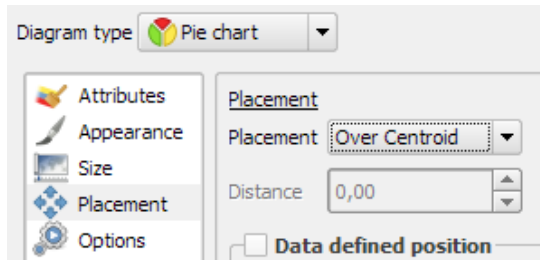 Diagram type Pie chart
Attributes
Appearance
Size
Placement
Options
Placement
Placement Over Centroid
Distance 0,00
Data defined position